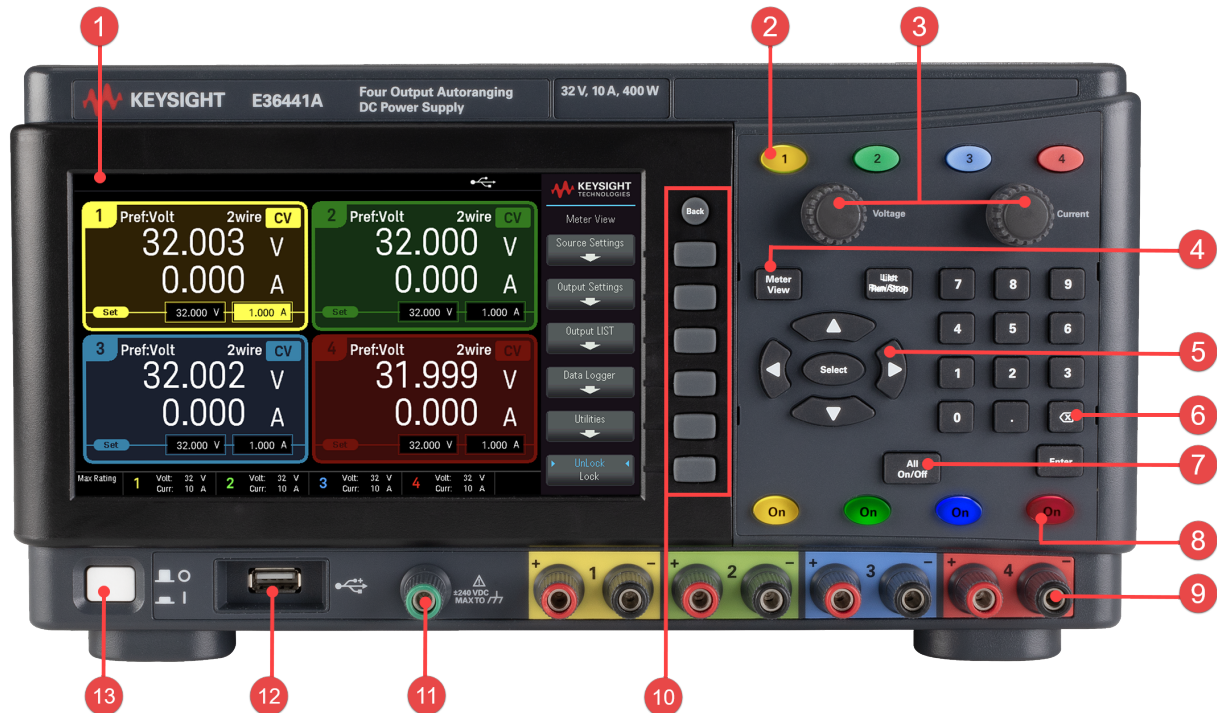 1
2
3
KEYSIGHT
E36441A
Four Output Autoranging
DC Power Supply
32 V, 10 A, 400 W
1
2
3
4
Voltage
Current
KEYSIGHT
TECHNOLOGIES
Meter View
Source Settings
Output Settings
Output LIST
Data Logger
Utilities
UnLock
Lock
Back
1 Pref:Volt 2wire CV
32.003 V
0.000 A
Set 32.000 V 1.000 A
2 Pref:Volt 2wire CV
32.000 V
0.000 A
Set 32.000 V 1.000 A
3 Pref:Volt 2wire CV
32.002 V
0.000 A
Set 32.000 V 1.000 A
4 Pref:Volt 2wire CV
31.999 V
0.000 A
Set 32.000 V 1.000 A
Max Rating
1 Volt: 32 V
Curr: 10 A
2 Volt: 32 V
Curr: 10 A
3 Volt: 32 V
Curr: 10 A
4 Volt: 32 V
Curr: 10 A
4
Meter
View
List
Run/Stop
7 8 9
4 5 6
Select
1 2 3
0 .
5
6
7
All
On/Off
Enter
On
On
On
On
8
±240 VDC
MAX TO
+ 1 −
+ 2 −
+ 3 −
+ 4 −
9
13
12
11
10